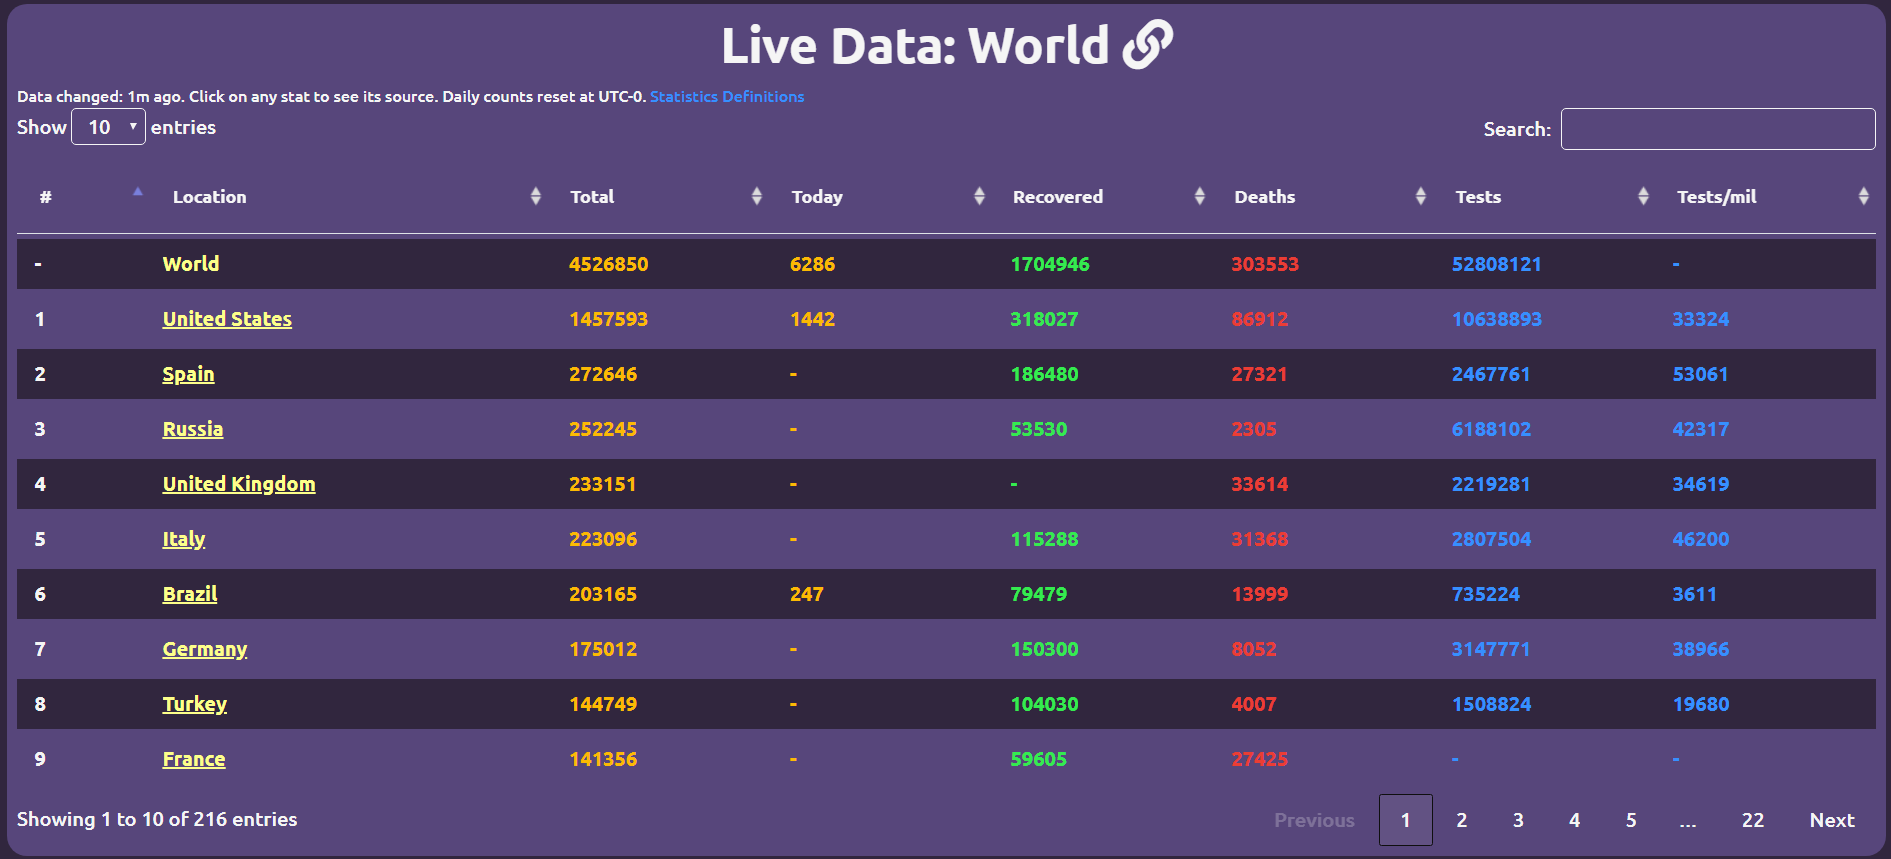 Live Data: World
Data changed: 1m ago. Click on any stat to see its source. Daily counts reset at UTC-0. Statistics Definitions
Show 10 entries Search:
# Location Total Today Recovered Deaths Tests Tests/mil
- World 4526850 6286 1704946 303553 52808121 -
1 United States 1457593 1442 318027 86912 10638893 33324
2 Spain 272646 - 186480 27321 2467761 53061
3 Russia 252245 - 53530 2305 6188102 42317
4 United Kingdom 233151 - - 33614 2219281 34619
5 Italy 223096 - 115288 31368 2807504 46200
6 Brazil 203165 247 79479 13999 735224 3611
7 Germany 175012 - 150300 8052 3147771 38966
8 Turkey 144749 - 104030 4007 1508824 19680
9 France 141356 - 59605 27425 - -
Showing 1 to 10 of 216 entries Previous 1 2 3 4 5 ... 22 Next